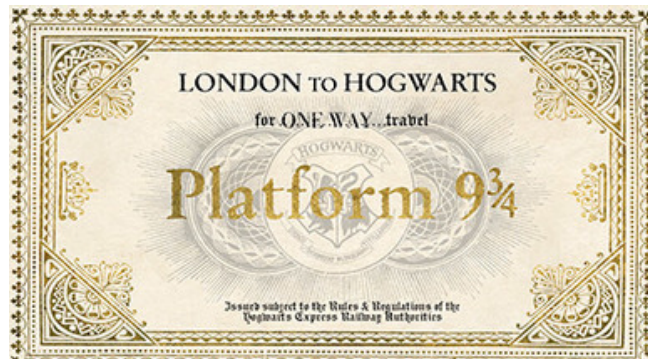 LONDON TO HOGWARTS
for ONE WAY...travel
HOGWARTS
Platform 9¾
Issued subject to the Rules & Regulations of the
Hogwarts Express Railway Authorities